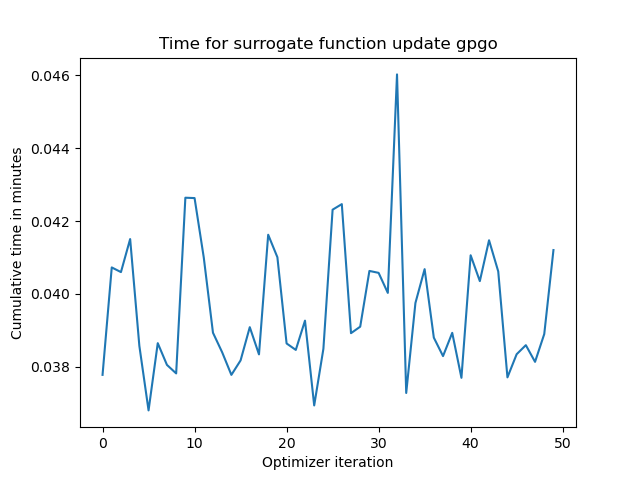 Time for surrogate function update gpgo
Cumulative time in minutes
0.046
0.044
0.042
0.040
0.038
0 10 20 30 40 50
Optimizer iteration